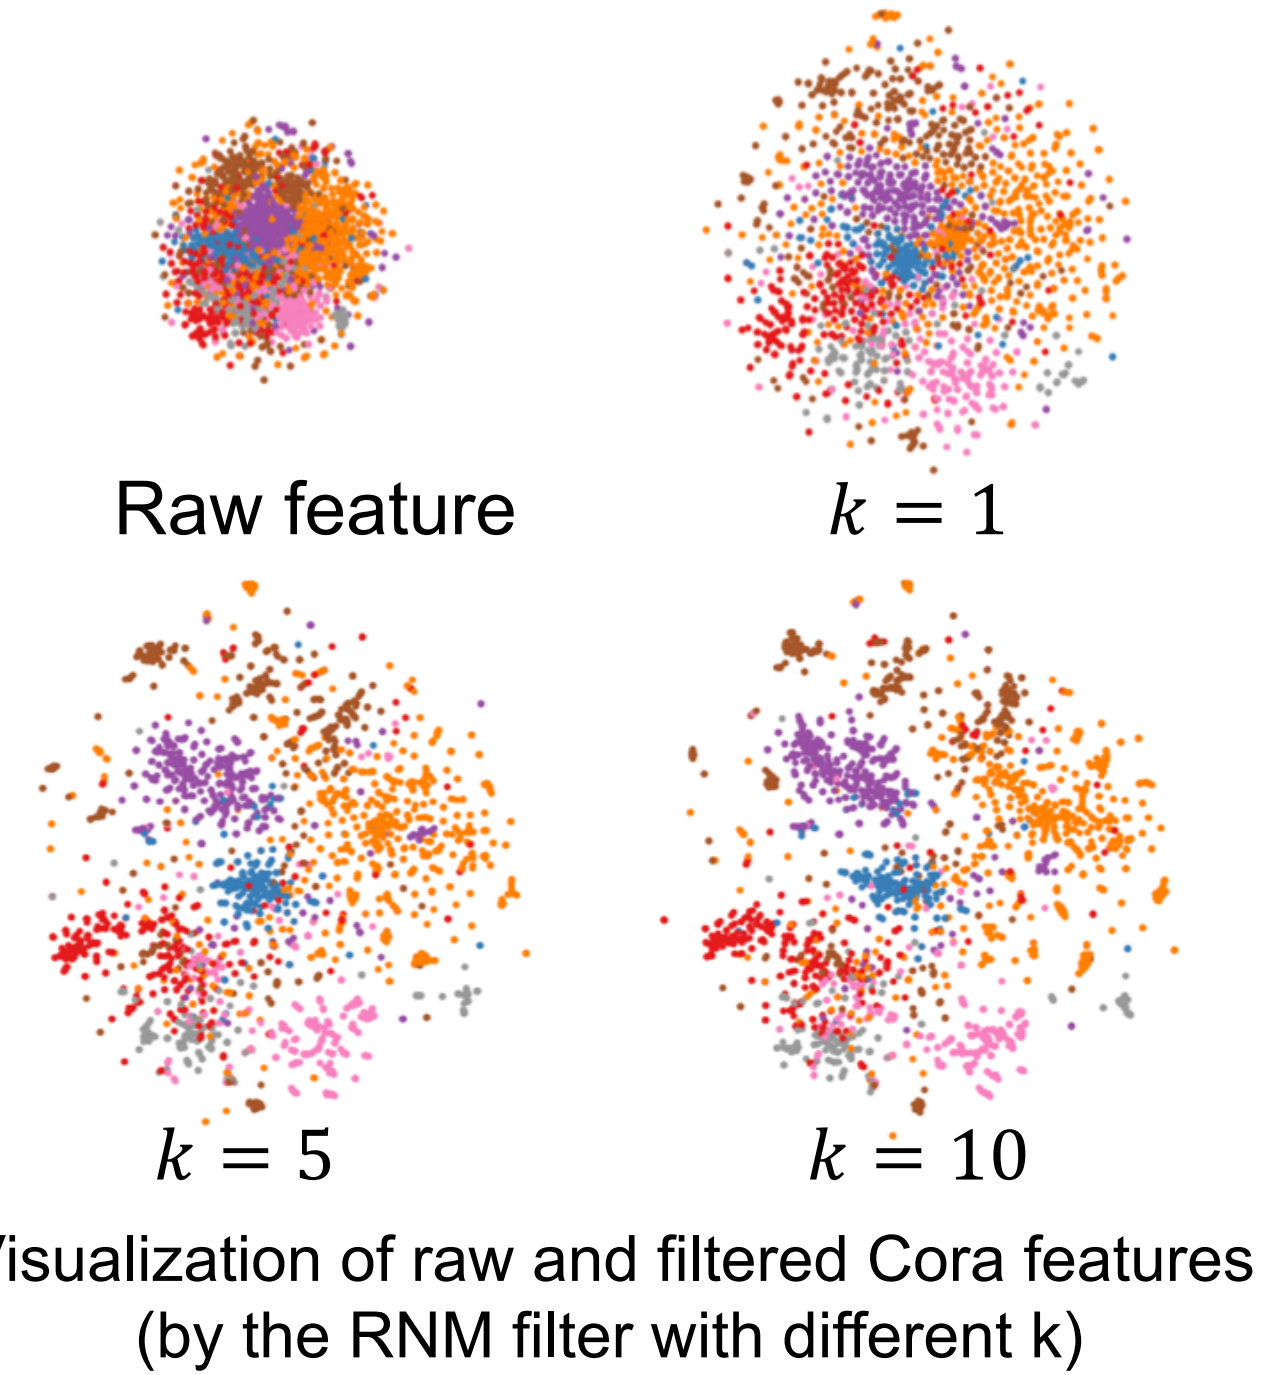 Raw feature
k = 1
k = 5
k = 10
isualization of raw and filtered Cora features
(by the RNM filter with different k)